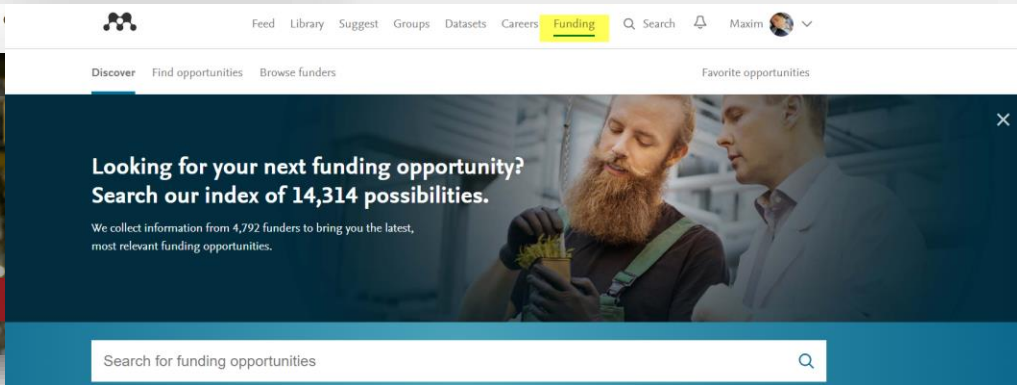 Feed Library Suggest Groups Datasets Careers Funding Search Maxim
Discover Find opportunities Browse funders Favorite opportunities
Looking for your next funding opportunity?
Search our index of 14,314 possibilities.
We collect information from 4,792 funders to bring you the latest,
most relevant funding opportunities.
Search for funding opportunities